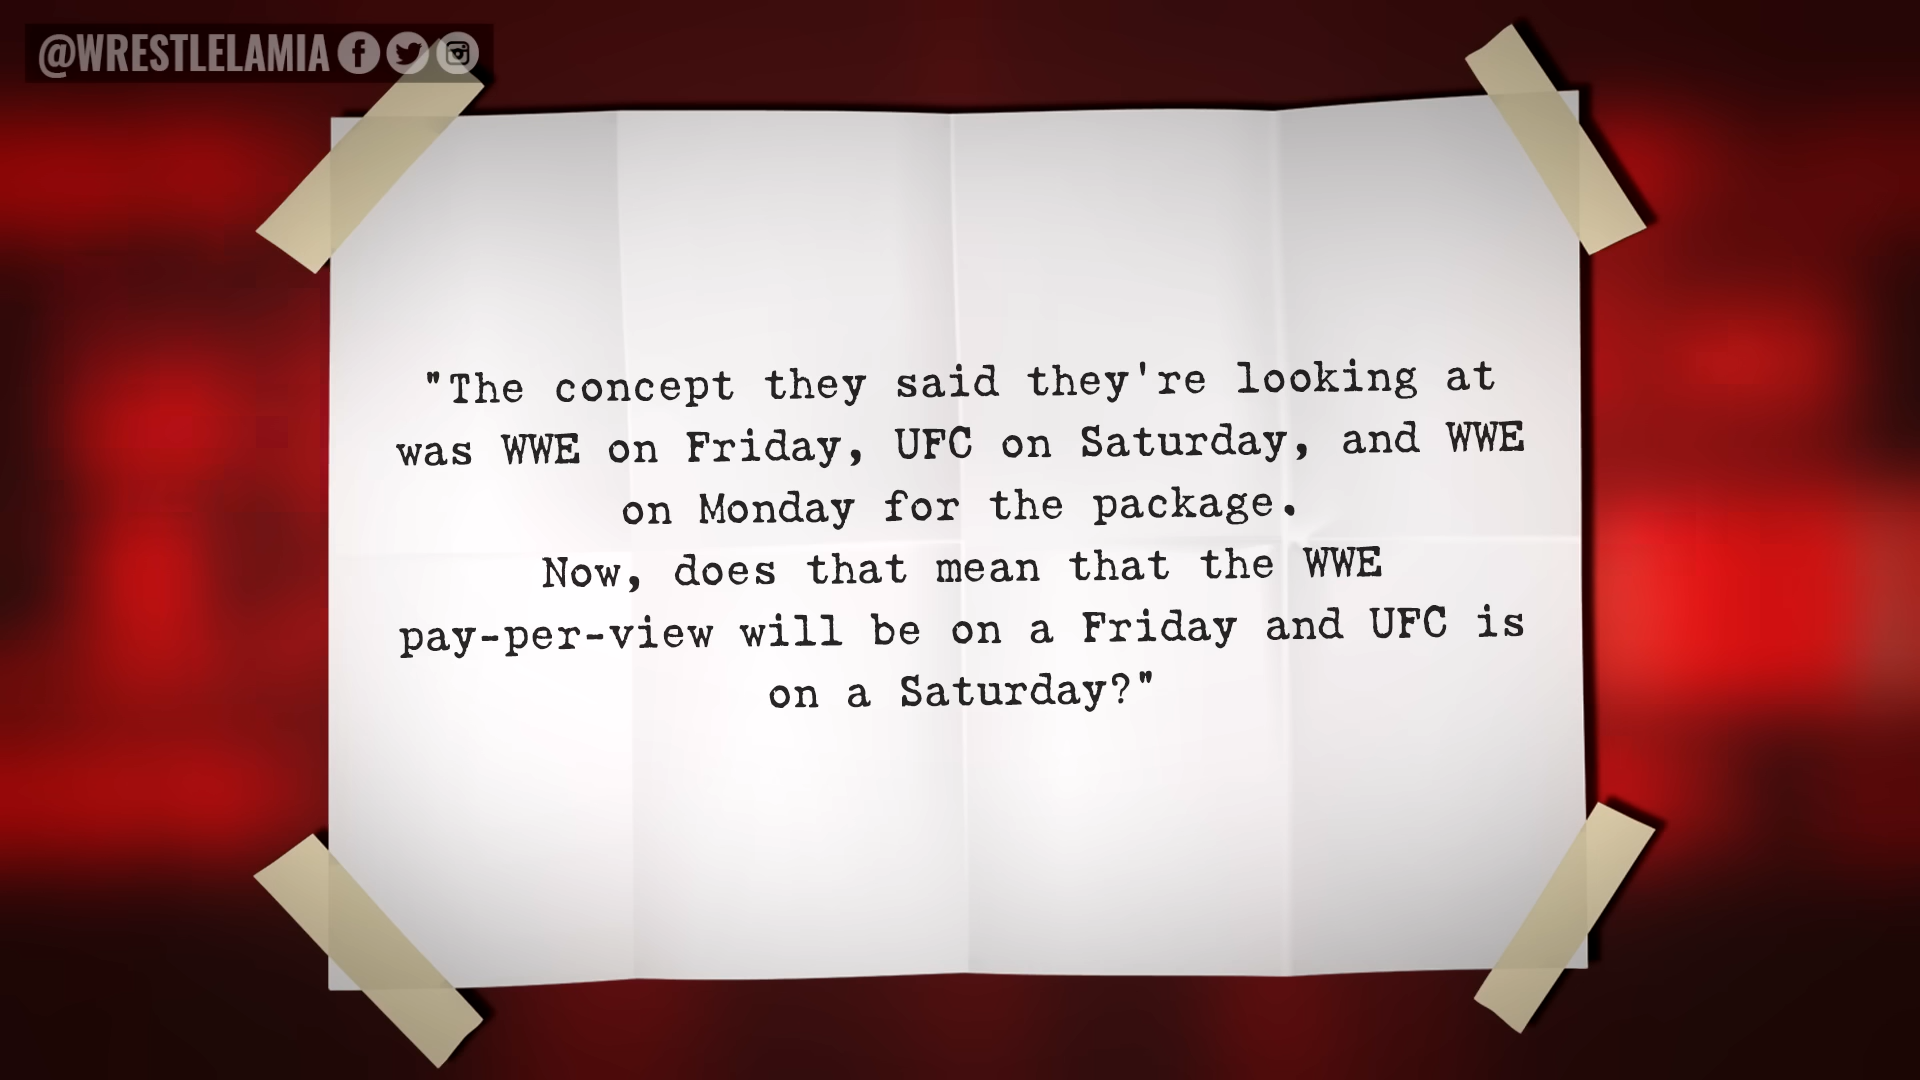 @WRESTLELAMIA
"The concept they said they're looking at
was WWE on Friday, UFC on Saturday, and WWE
on Monday for the package.
Now, does that mean that the WWE
pay-per-view will be on a Friday and UFC is
on a Saturday?"